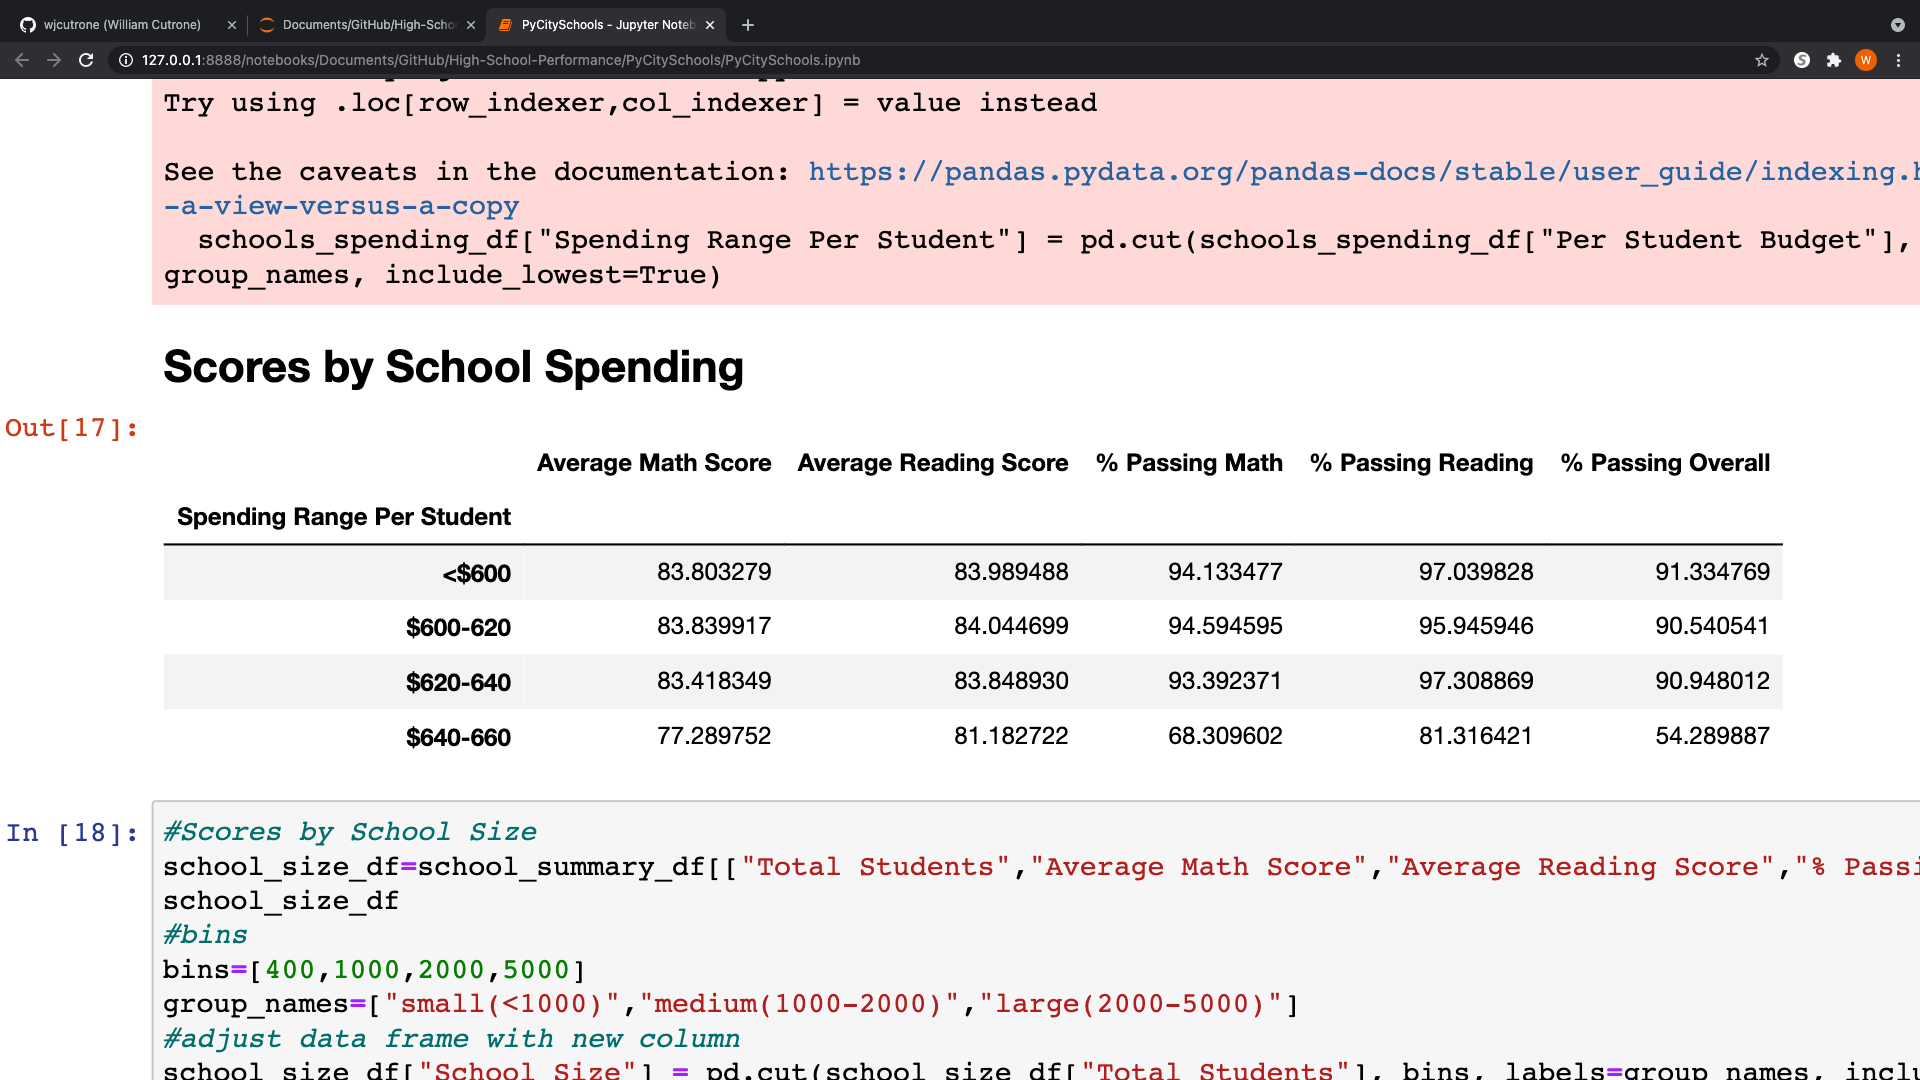 wjcutrone (William Cutrone)
Documents/GitHub/High-Scho
PyCitySchools - Jupyter Noteb
127.0.0.1:8888/notebooks/Documents/GitHub/High-School-Performance/PyCitySchools/PyCitySchools.ipynb
W
Try using .loc[row_indexer,col_indexer] = value instead
See the caveats in the documentation: https://pandas.pydata.org/pandas-docs/stable/user_guide/indexing.h
-a-view-versus-a-copy
schools_spending_df["Spending Range Per Student"] = pd.cut(schools_spending_df["Per Student Budget"],
group_names, include_lowest=True)
Scores by School Spending
Out[17]:
Average Math Score Average Reading Score % Passing Math % Passing Reading % Passing Overall
Spending Range Per Student
<$600 83.803279 83.989488 94.133477 97.039828 91.334769
$600-620 83.839917 84.044699 94.594595 95.945946 90.540541
$620-640 83.418349 83.848930 93.392371 97.308869 90.948012
$640-660 77.289752 81.182722 68.309602 81.316421 54.289887
In [18]: #Scores by School Size
school_size_df=school_summary_df[["Total Students","Average Math Score","Average Reading Score","% Passi
school_size_df
#bins
bins=[400,1000,2000,5000]
group_names=["small(<1000)","medium(1000-2000)","large(2000-5000)"]
#adjust data frame with new column
school_size_df["School Size"] = pd.cut(school_size_df["Total Students"], bins, labels=group_names, inclu